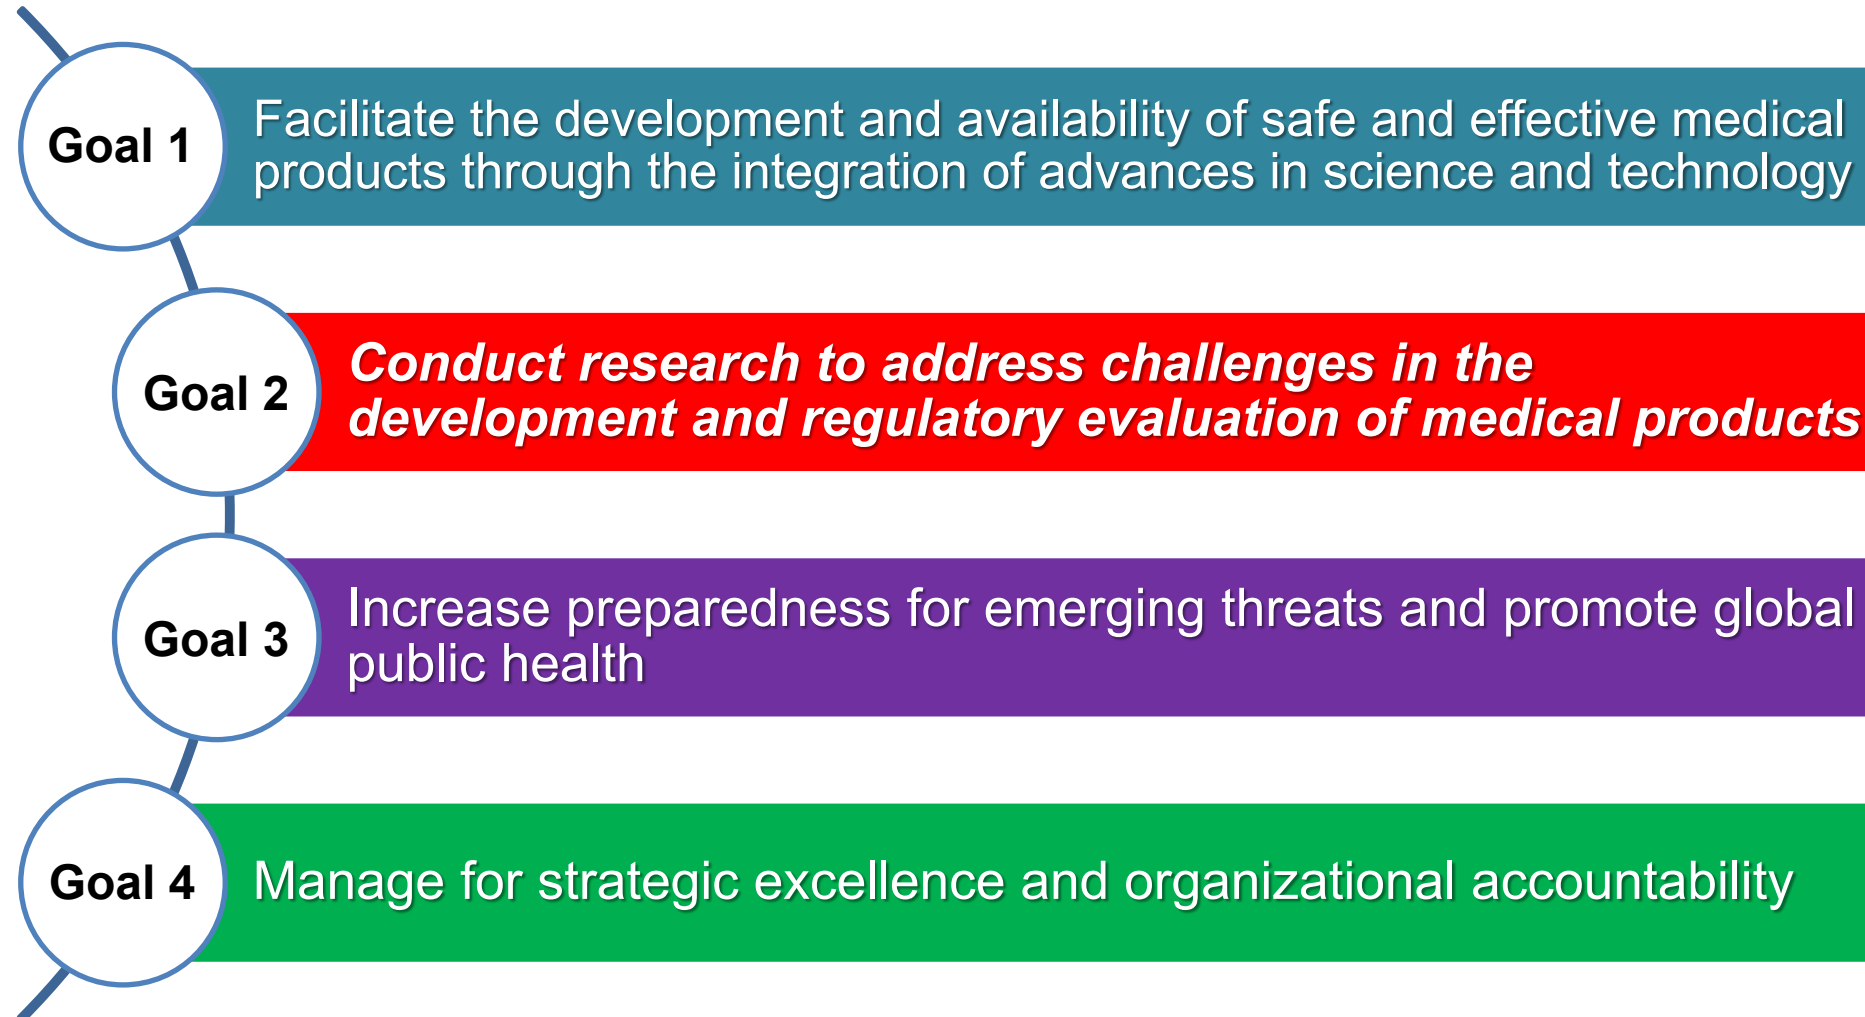 Goal 1
Facilitate the development and availability of safe and effective medical
products through the integration of advances in science and technology
Goal 2
Conduct research to address challenges in the
development and regulatory evaluation of medical products
Goal 3
Increase preparedness for emerging threats and promote global
public health
Goal 4
Manage for strategic excellence and organizational accountability